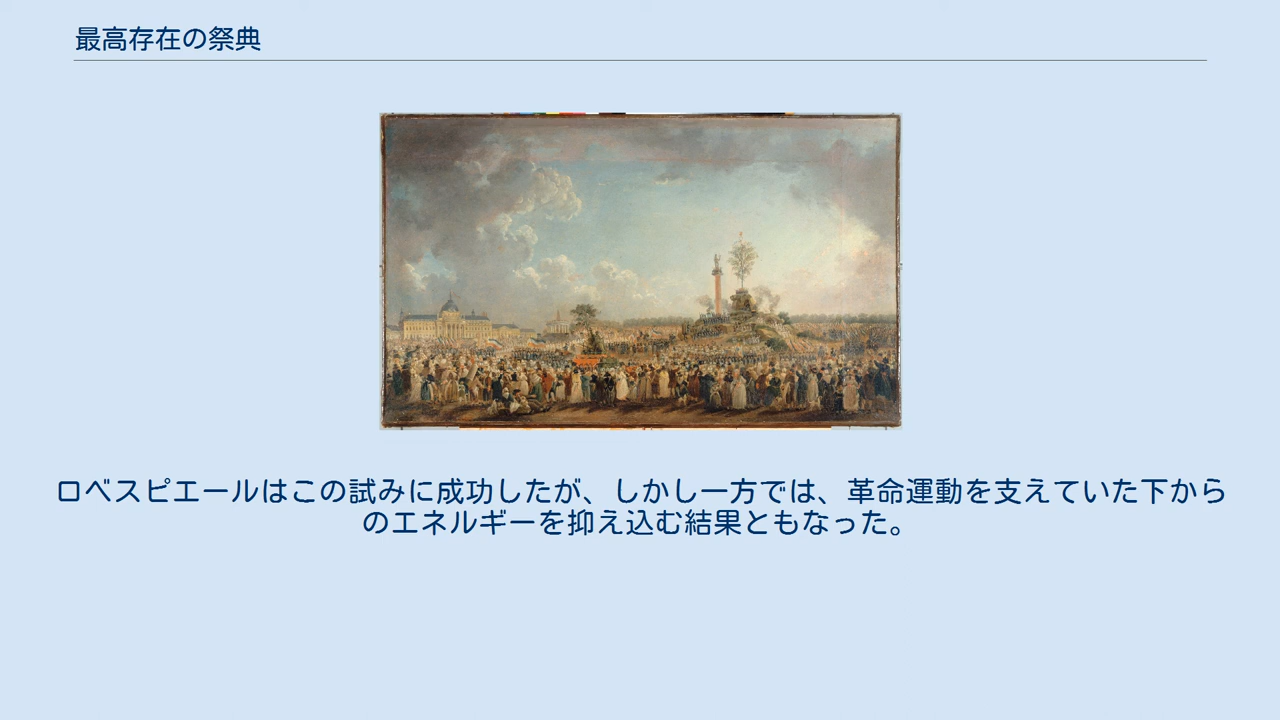 最高存在の祭典
ロベスピエールはこの試みに成功したが、しかし一方では、革命運動を支えていた下から
のエネルギーを抑え込む結果ともなった。